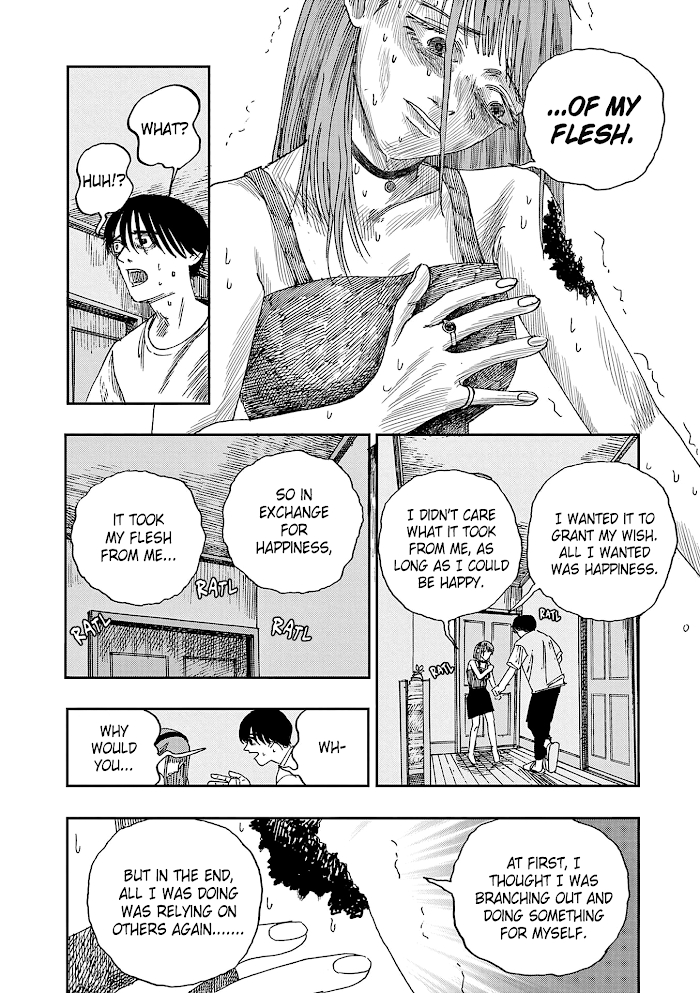 ...OF MY
FLESH.
WHAT?
HUH!?
I WANTED IT TO
GRANT MY WISH.
ALL I WANTED
WAS HAPPINESS.
I DIDN'T CARE
WHAT IT TOOK
FROM ME, AS
LONG AS I COULD
BE HAPPY.
RATL
RATL
SO IN
EXCHANGE
FOR
HAPPINESS,
IT TOOK
MY FLESH
FROM ME...
RATL
RATL
RATL
WH-
WHY
WOULD
YOU...
AT FIRST, I
THOUGHT I WAS
BRANCHING OUT AND
DOING SOMETHING
FOR MYSELF.
BUT IN THE END,
ALL I WAS DOING
WAS RELYING ON
OTHERS AGAIN.......